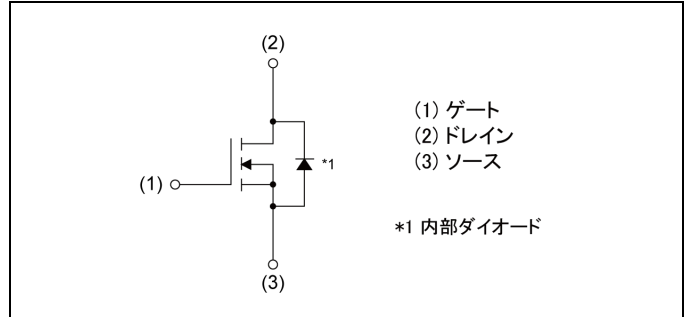 (2)
(1) ゲート
(2) ドレイン
(3) ソース
*1
(1)
*1 内部ダイオード
(3)